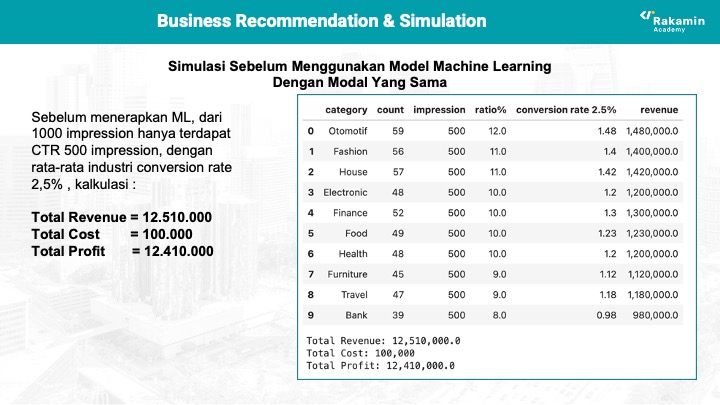 Business Recommendation & Simulation
Rakamin
Academy
Simulasi Sebelum Menggunakan Model Machine Learning
Dengan Modal Yang Sama
Sebelum menerapkan ML, dari
1000 impression hanya terdapat
CTR 500 impression, dengan
rata-rata industri conversion rate
2,5% , kalkulasi :
Total Revenue = 12.510.000
Total Cost = 100.000
Total Profit = 12.410.000
category count impression ratio% conversion rate 2.5% revenue
0 Otomotif 59 500 12.0 1.48 1,480,000.0
1 Fashion 56 500 11.0 1.4 1,400,000.0
2 House 57 500 11.0 1.42 1,420,000.0
3 Electronic 48 500 10.0 1.2 1,200,000.0
4 Finance 52 500 10.0 1.3 1,300,000.0
5 Food 49 500 10.0 1.23 1,230,000.0
6 Health 48 500 10.0 1.2 1,200,000.0
7 Furniture 45 500 9.0 1.12 1,120,000.0
8 Travel 47 500 9.0 1.18 1,180,000.0
9 Bank 39 500 8.0 0.98 980,000.0
Total Revenue: 12,510,000.0
Total Cost: 100,000
Total Profit: 12,410,000.0